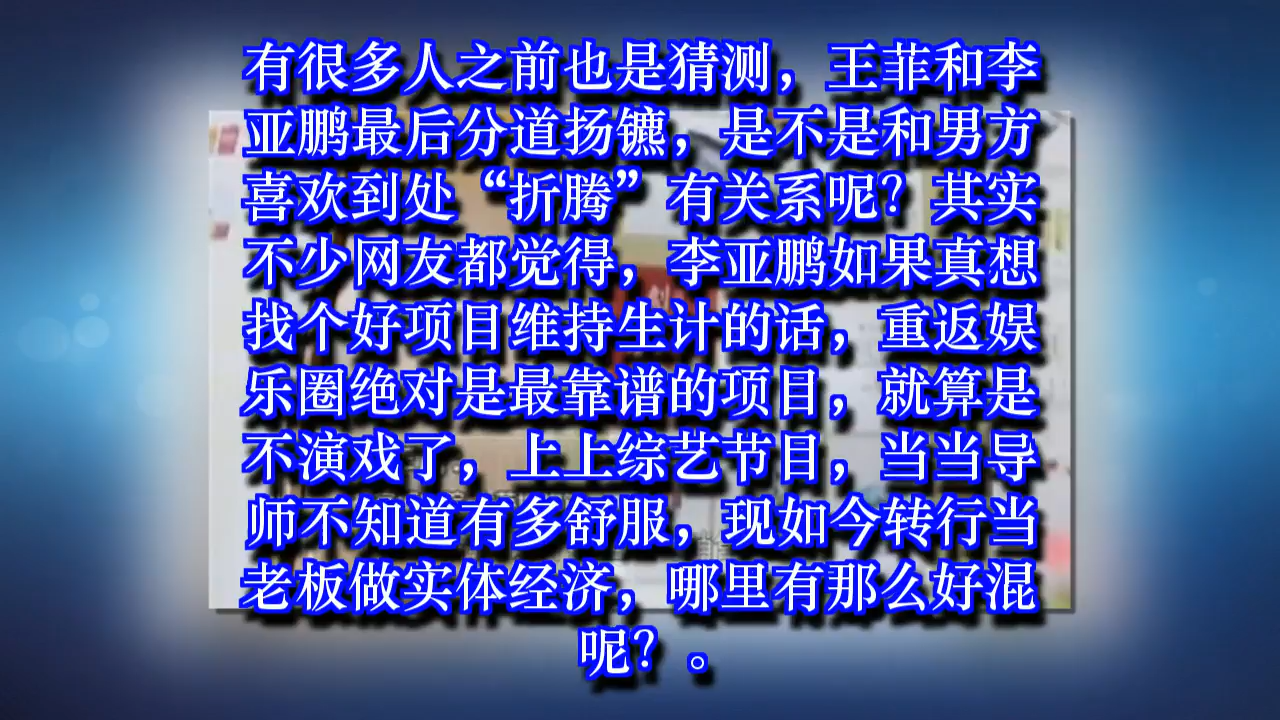 有很多人之前也是猜测，王菲和李
亚鹏最后分道扬镳，是不是和男方
喜欢到处“折腾”有关系呢？其实
不少网友都觉得，李亚鹏如果真想
找个好项目维持生计的话，重返娱
乐圈绝对是最靠谱的项目，就算是
不演戏了，上上综艺节目，当当导
师不知道有多舒服，现如今转行当
老板做实体经济，哪里有那么好混
呢？。